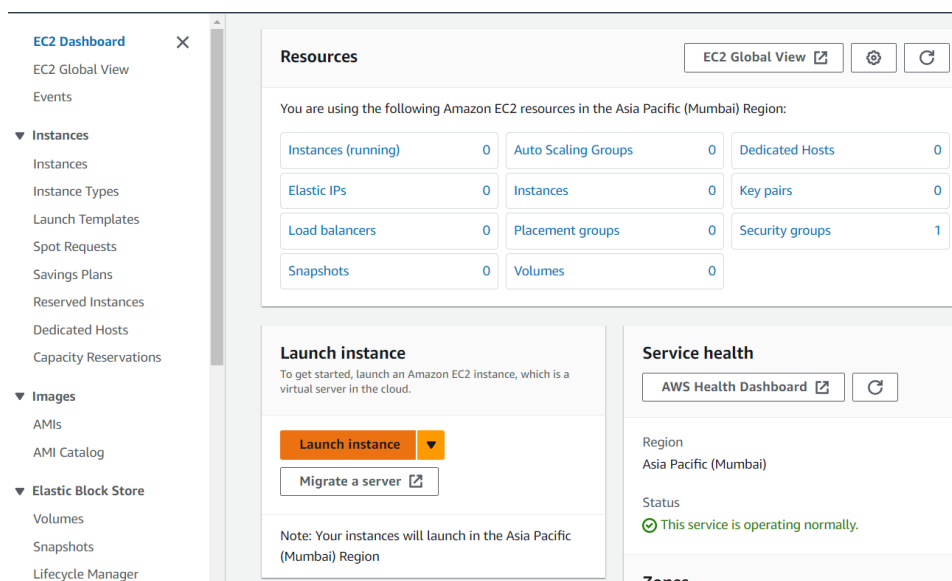 EC2 Dashboard
EC2 Global View
Events
Instances
Instances
Instance Types
Launch Templates
Spot Requests
Savings Plans
Reserved Instances
Dedicated Hosts
Capacity Reservations
Images
AMIs
AMI Catalog
Elastic Block Store
Volumes
Snapshots
Lifecycle Manager
Resources
EC2 Global View
You are using the following Amazon EC2 resources in the Asia Pacific (Mumbai) Region:
Instances (running) 0 Auto Scaling Groups 0 Dedicated Hosts 0
Elastic IPs 0 Instances 0 Key pairs 0
Load balancers 0 Placement groups 0 Security groups 1
Snapshots 0 Volumes 0
Launch instance
To get started, launch an Amazon EC2 instance, which is a
virtual server in the cloud.
Launch instance
Migrate a server
Note: Your instances will launch in the Asia Pacific
(Mumbai) Region
Service health
AWS Health Dashboard
Region
Asia Pacific (Mumbai)
Status
This service is operating normally.
Zones